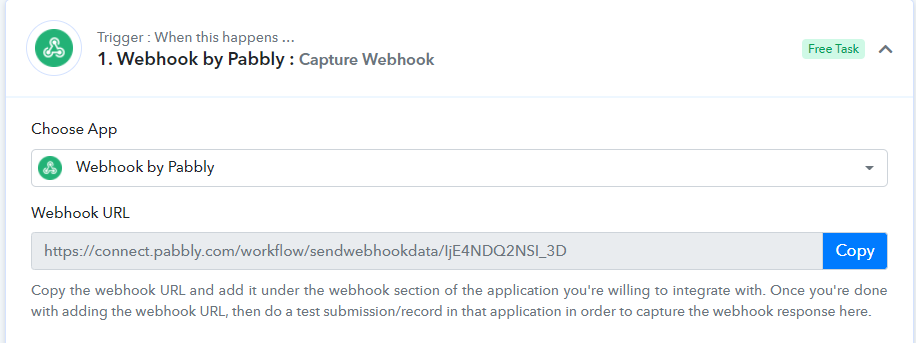 Trigger : When this happens ...
1. Webhook by Pabbly : Capture Webhook
Free Task
Choose App
Webhook by Pabbly
Webhook URL
https://connect.pabbly.com/workflow/sendwebhookdata/IjE4NDQ2NSI_3D
Copy
Copy the webhook URL and add it under the webhook section of the application you're willing to integrate with. Once you're done
with adding the webhook URL, then do a test submission/record in that application in order to capture the webhook response here.